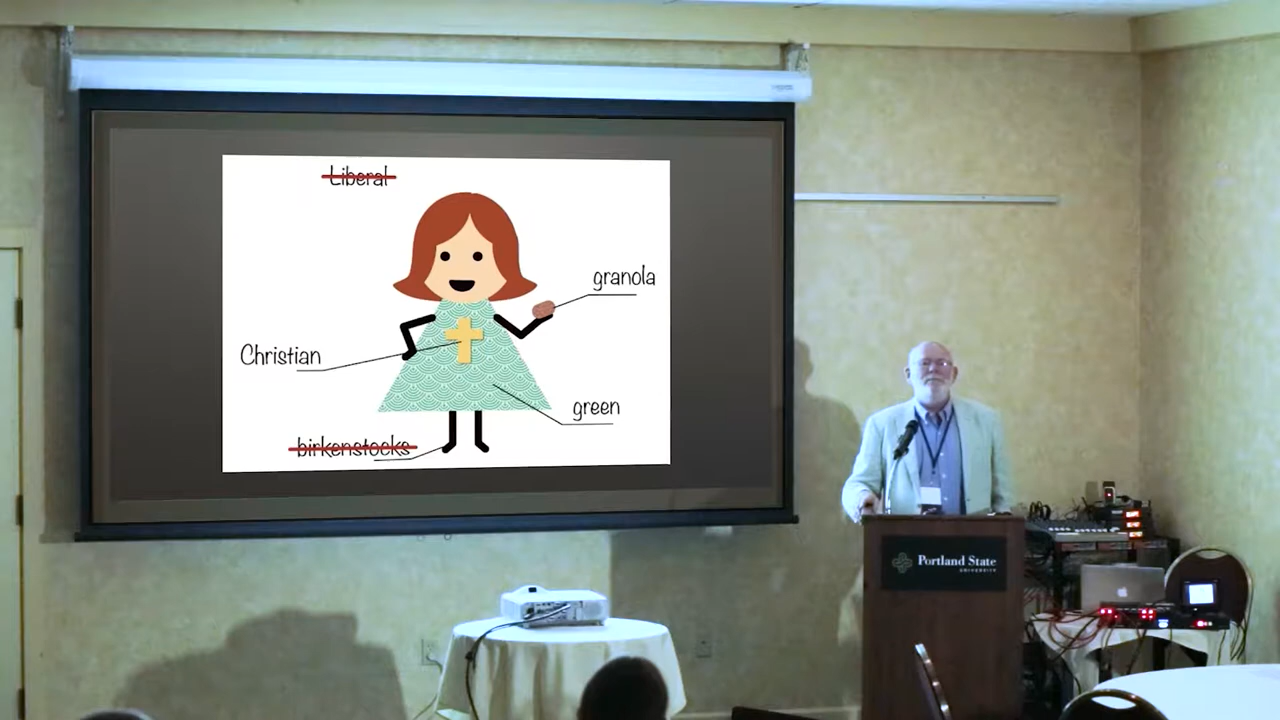 Liberal
granola
Christian
green
birkenstocks
Portland State
UNIVERSITY